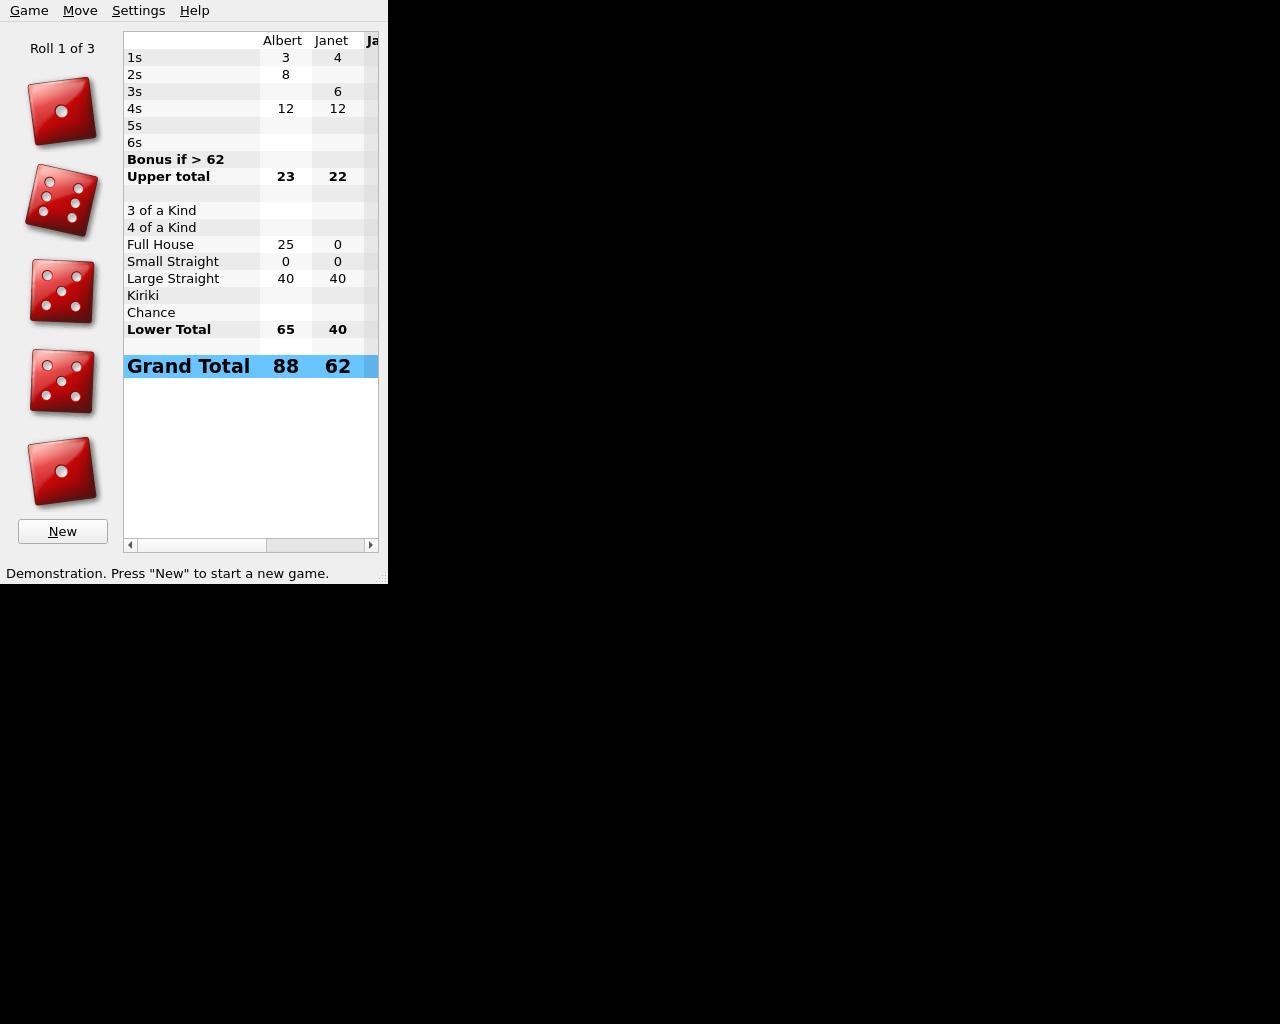 Game Move Settings Help
Roll 1 of 3
Albert Janet Ja
1s 3 4
2s 8
3s 6
4s 12 12
5s
6s
Bonus if > 62
Upper total 23 22
3 of a Kind
4 of a Kind
Full House 25 0
Small Straight 0 0
Large Straight 40 40
Kiriki
Chance
Lower Total 65 40
Grand Total 88 62
New
Demonstration. Press "New" to start a new game.